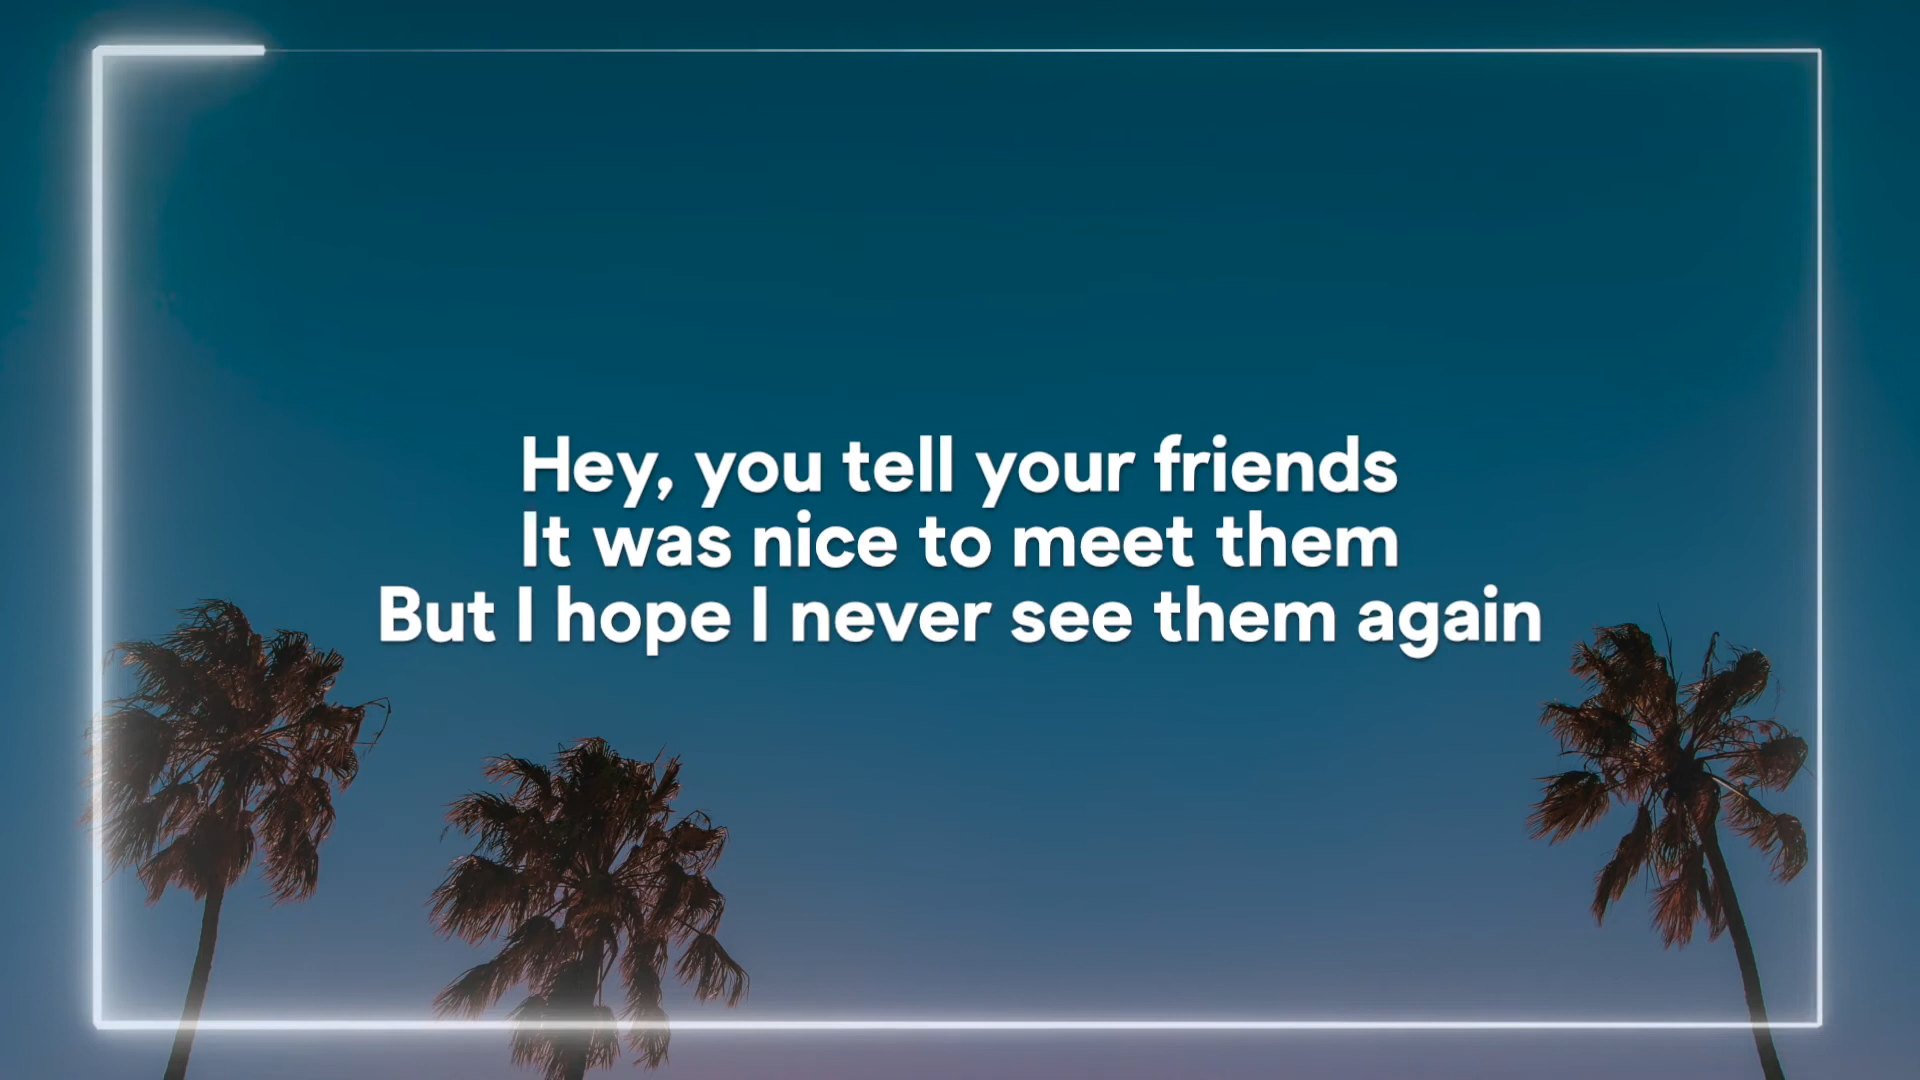 Hey, you tell your friends
It was nice to meet them
But I hope I never see them again